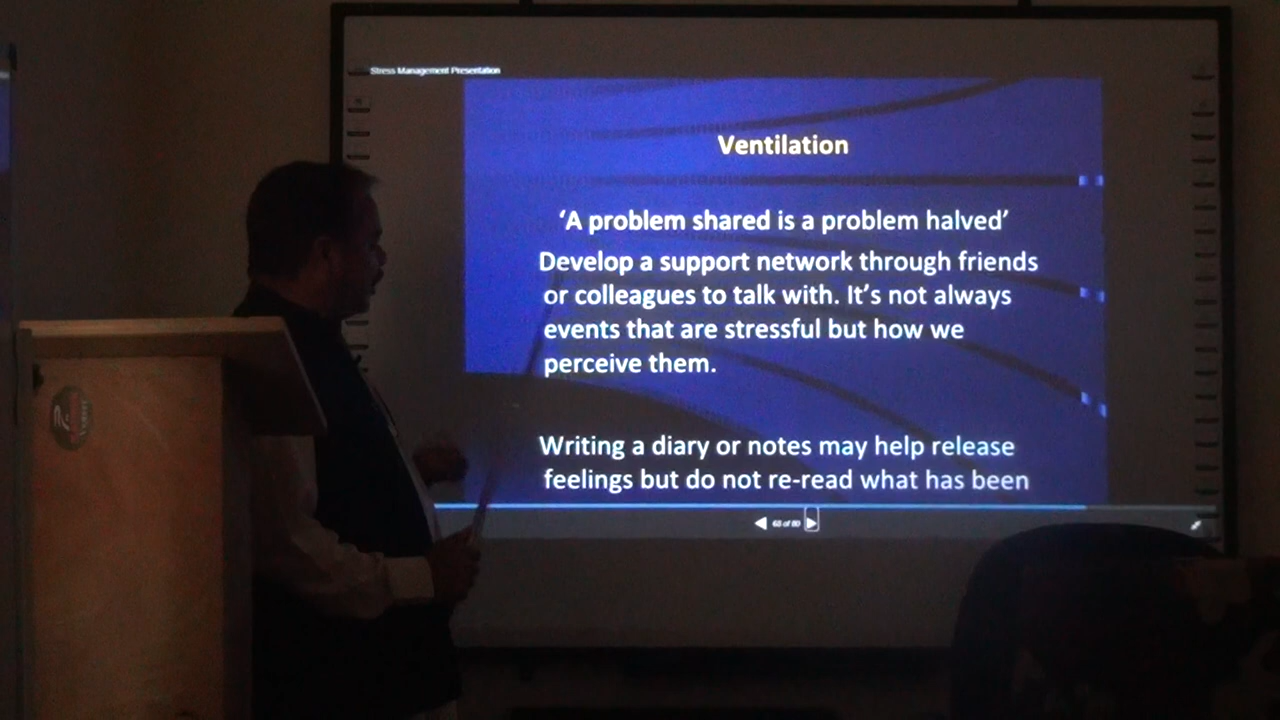 Stress Management Presentation
Ventilation
‘A problem shared is a problem halved’
Develop a support network through friends
or colleagues to talk with. It’s not always
events that are stressful but how we
perceive them.
Writing a diary or notes may help release
feelings but do not re-read what has been
of 80